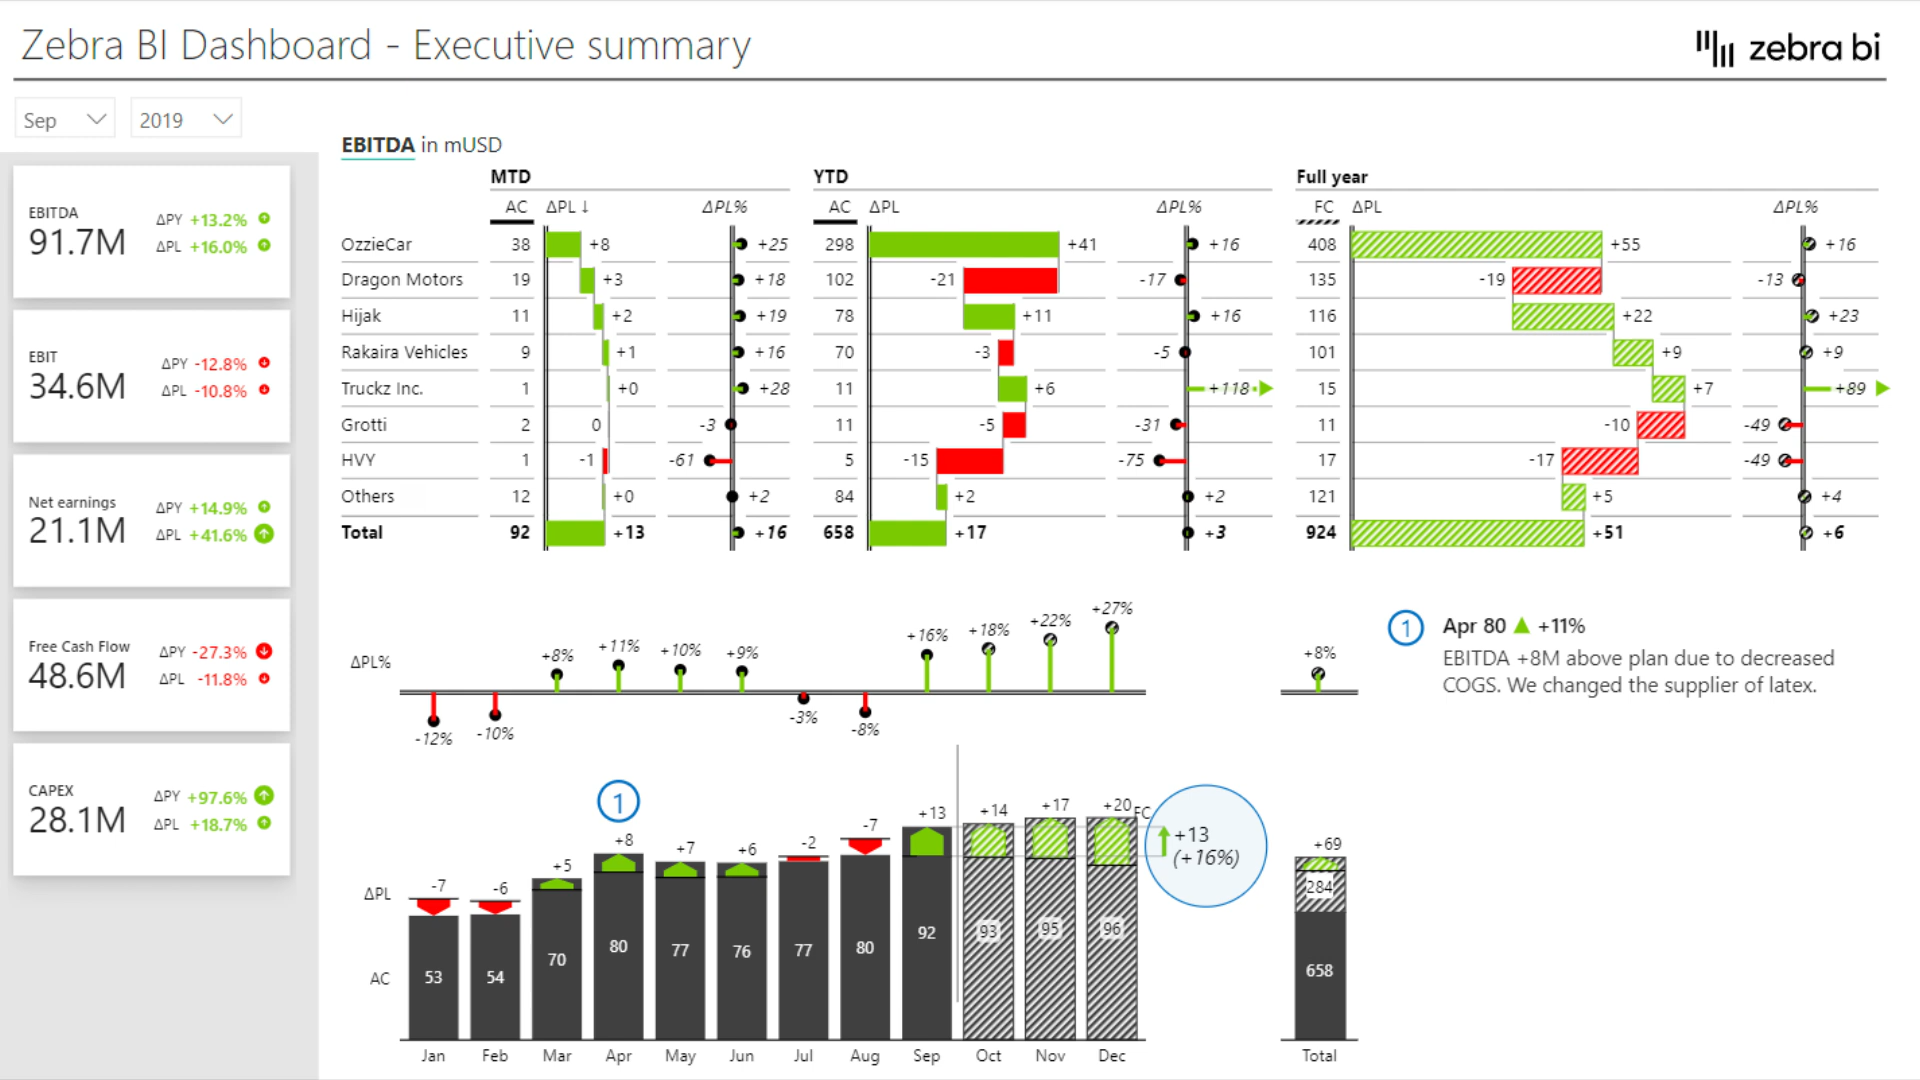 Zebra BI Dashboard - Executive summary
zebra bi
Sep 2019
EBITDA
91.7M
ΔPY +13.2%
ΔPL +16.0%
EBIT
34.6M
ΔPY -12.8%
ΔPL -10.8%
Net earnings
21.1M
ΔPY +14.9%
ΔPL +41.6%
Free Cash Flow
48.6M
ΔPY -27.3%
ΔPL -11.8%
CAPEX
28.1M
ΔPY +97.6%
ΔPL +18.7%
EBITDA in mUSD
MTD YTD Full year
AC ΔPL ↓ ΔPL% AC ΔPL ΔPL% FC ΔPL ΔPL%
OzzieCar 38 +8 +25 298 +41 +16 408 +55 +16
Dragon Motors 19 +3 +18 102 -21 -17 135 -19 -13
Hijak 11 +2 +19 78 +11 +16 116 +22 +23
Rakaira Vehicles 9 +1 +16 70 -3 -5 101 +9 +9
Truckz Inc. 1 +0 +28 11 +6 +118 15 +7 +89
Grotti 2 0 -3 11 -5 -31 11 -10 -49
HVY 1 -1 -61 5 -15 -75 17 -17 -49
Others 12 +0 +2 84 +2 +2 121 +5 +4
Total 92 +13 +16 658 +17 +3 924 +51 +6
ΔPL%
-12% -10% +8% +11% +10% +9% -3% -8% +16% +18% +22% +27% +8%
1 Apr 80 +11%
EBITDA +8M above plan due to decreased
COGS. We changed the supplier of latex.
1
ΔPL
-7 -6 +5 +8 +7 +6 -2 -7 +13 +14 +17 +20 +69
FC
+13
(+16%)
284
AC
53 54 70 80 77 76 77 80 92 93 95 96 658
Jan Feb Mar Apr May Jun Jul Aug Sep Oct Nov Dec Total